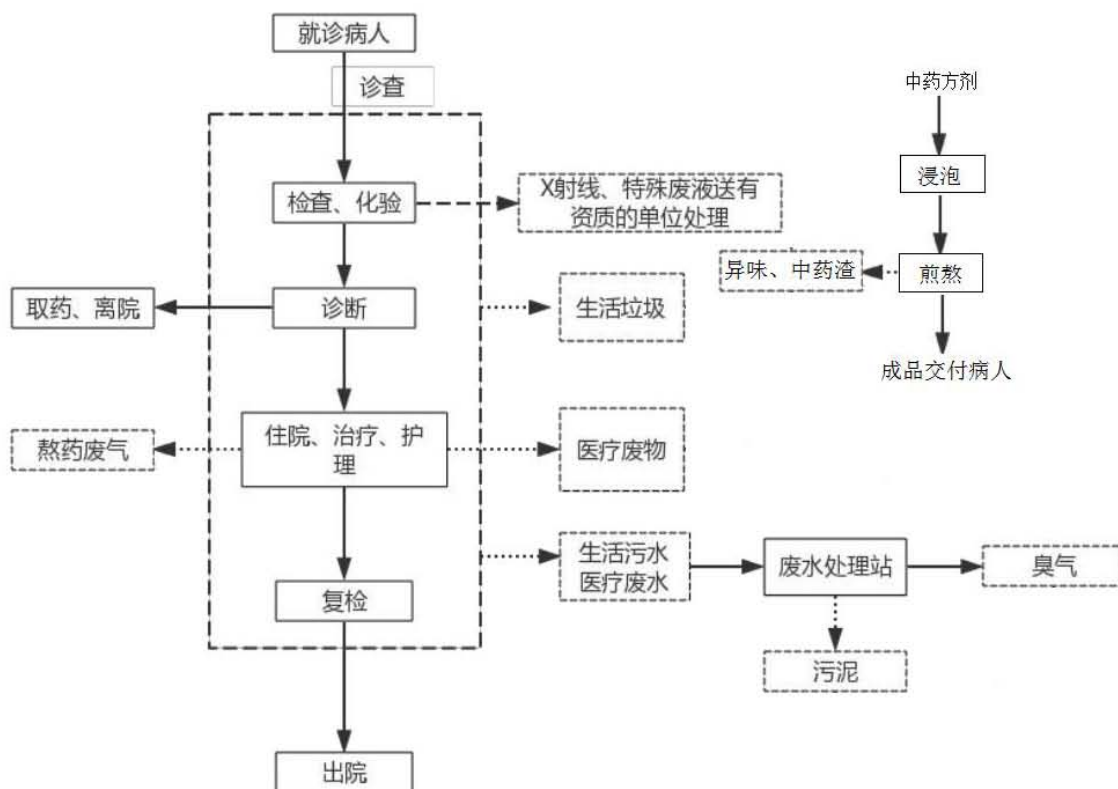 就诊病人
诊查
中药方剂
浸泡
检查、化验
X射线、特殊废液送有
资质的单位处理
异味、中药渣
煎熬
取药、离院
诊断
生活垃圾
成品交付病人
熬药废气
住院、治疗、护
理
医疗废物
生活污水
医疗废水
废水处理站
臭气
复检
污泥
出院